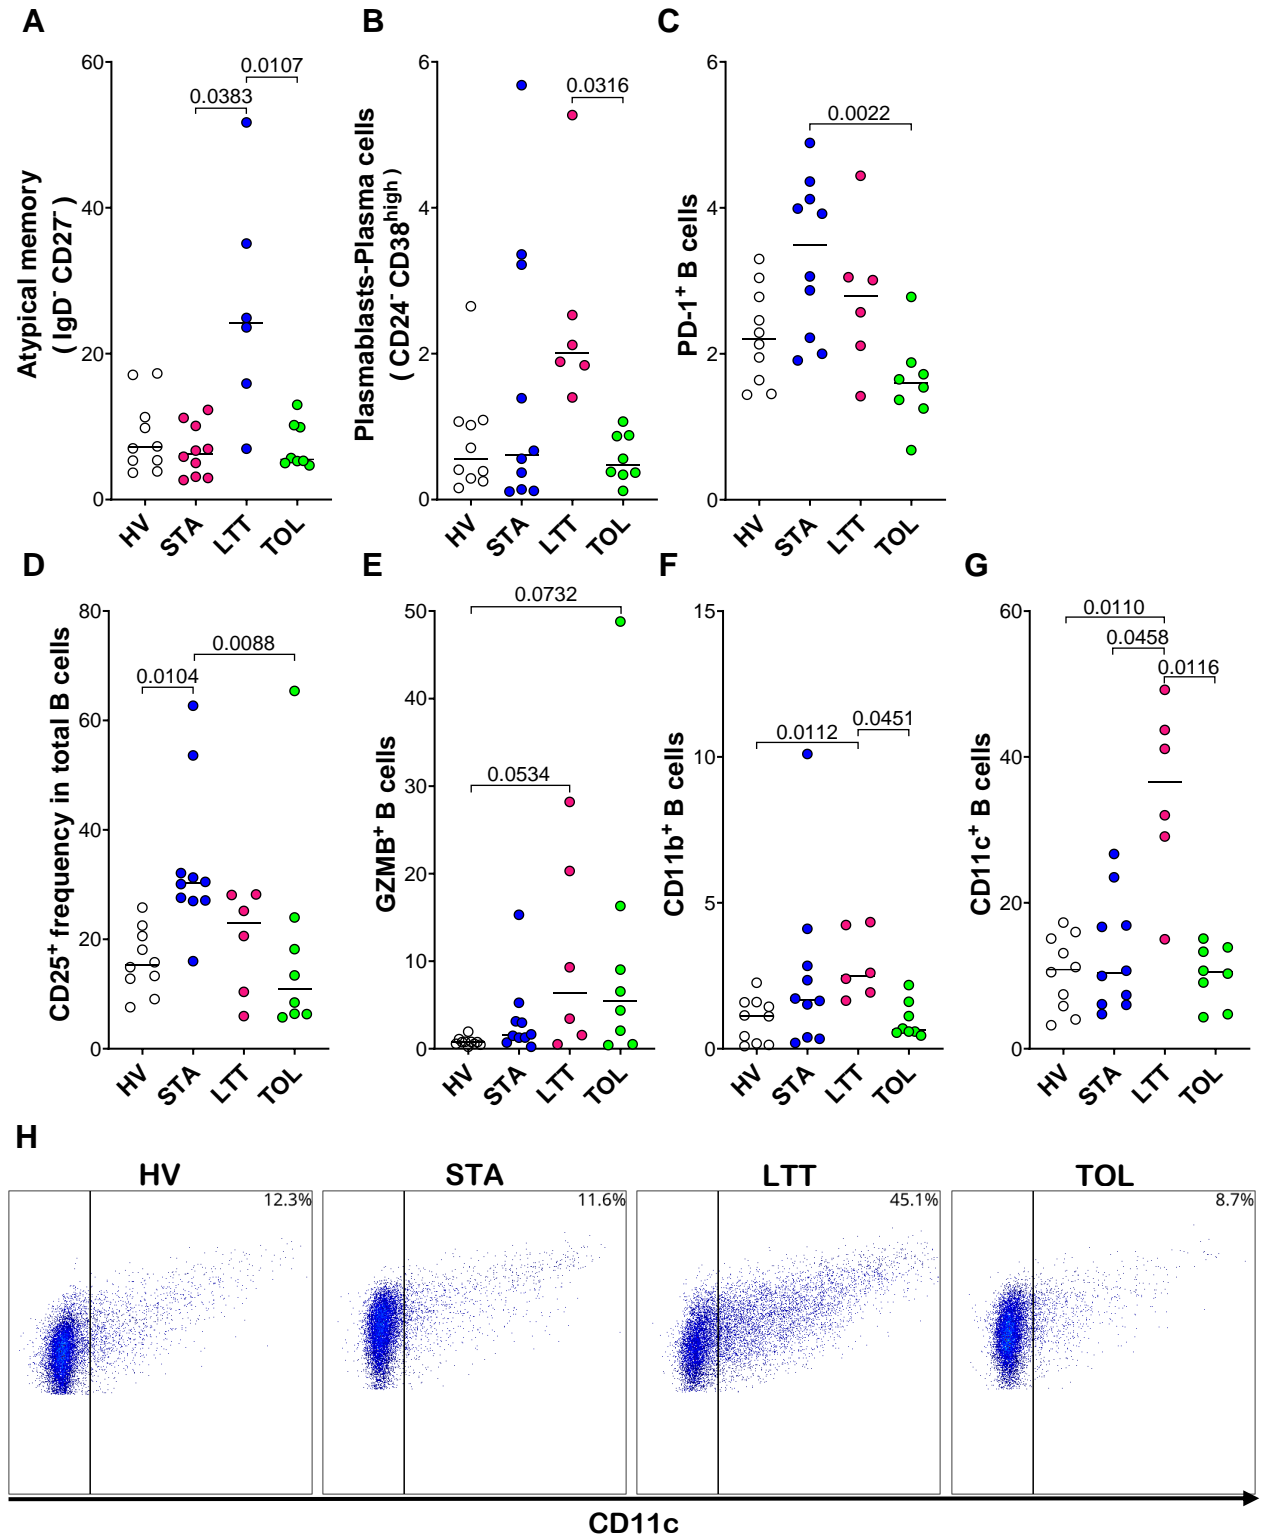 A
B
C
60
40
20
0
Atypical memory
( IgD- CD27- )
0.0383
0.0107
HV
STA
LTT
TOL
6
4
2
0
Plasmablasts-Plasma cells
( CD24- CD38high )
0.0316
HV
STA
LTT
TOL
6
4
2
0
PD-1+ B cells
0.0022
HV
STA
LTT
TOL
D
E
F
G
80
60
40
20
0
CD25+ frequency in total B cells
0.0104
0.0088
HV
STA
LTT
TOL
50
40
30
20
10
0
GZMB+ B cells
0.0732
0.0534
HV
STA
LTT
TOL
15
10
5
0
CD11b+ B cells
0.0112
0.0451
HV
STA
LTT
TOL
60
40
20
0
CD11c+ B cells
0.0110
0.0458
0.0116
HV
STA
LTT
TOL
H
HV
STA
LTT
TOL
12.3%
11.6%
45.1%
8.7%
CD11c